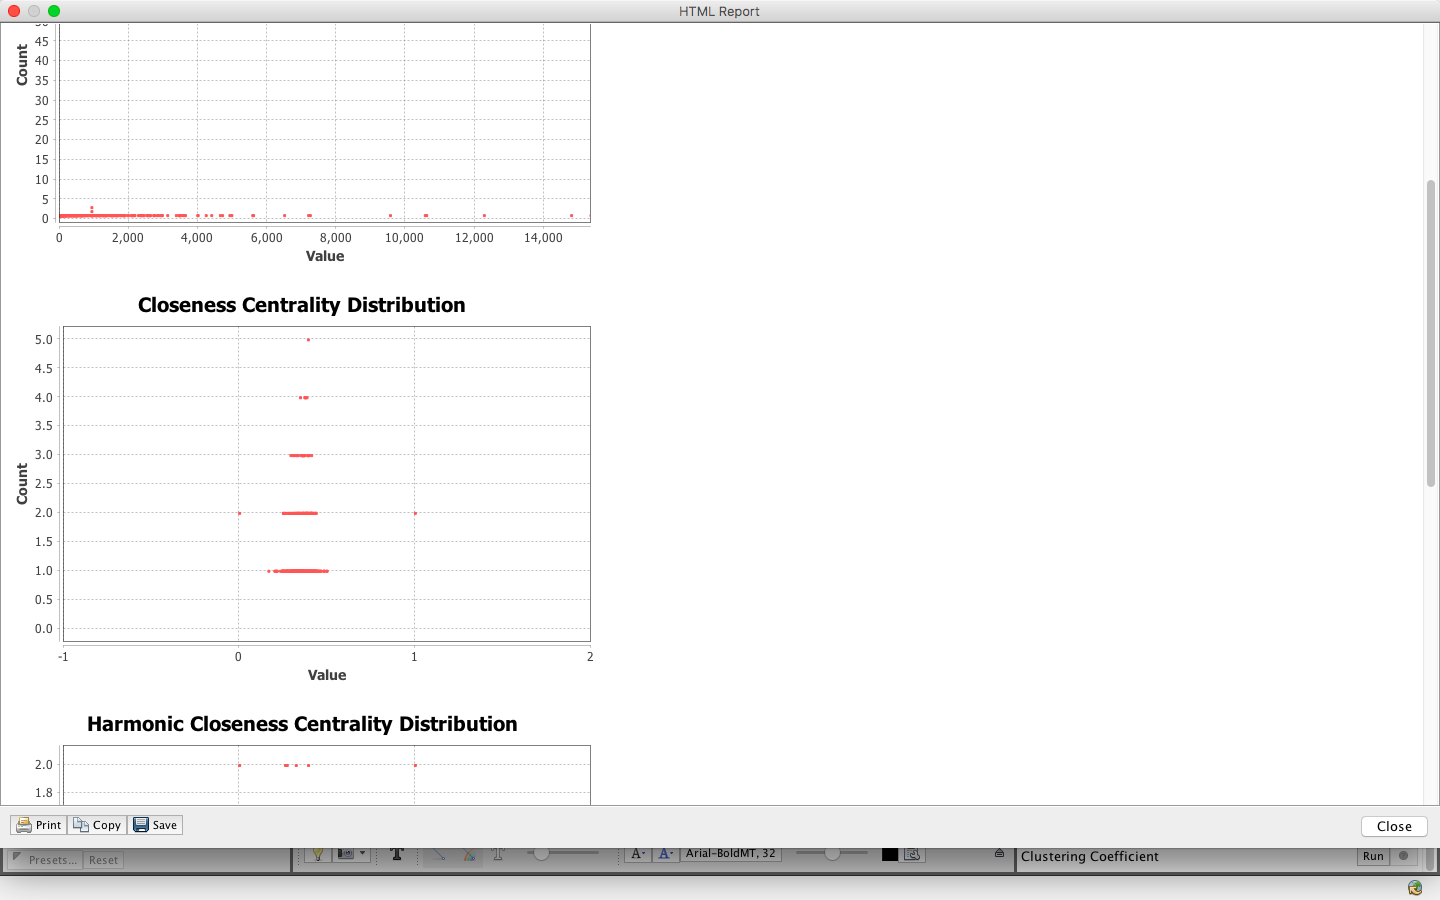 HTML Report
50
45
40
35
30
25
20
15
10
5
0
Count
0 2,000 4,000 6,000 8,000 10,000 12,000 14,000
Value
Closeness Centrality Distribution
5.0
4.5
4.0
3.5
3.0
2.5
2.0
1.5
1.0
0.5
0.0
Count
-1 0 1 2
Value
Harmonic Closeness Centrality Distribution
2.0
1.8
Print Copy Save Close
Presets... Reset T T A- A- Arial-BoldMT, 32 Clustering Coefficient Run